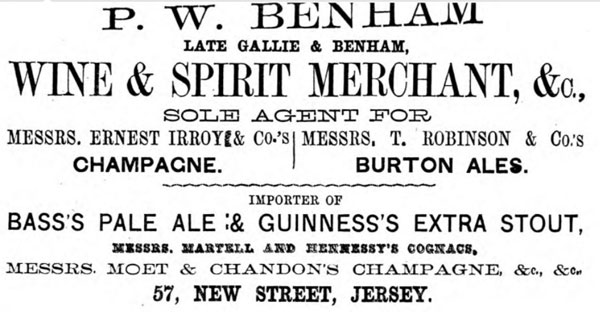 P. W. BENHAM
LATE GALLIE & BENHAM,
WINE & SPIRIT MERCHANT, &c.,
SOLE AGENT FOR
MESSRS. ERNEST IRROY & Co.'s
CHAMPAGNE.
MESSRS. T. ROBINSON & Co.'s
BURTON ALES.
IMPORTER OF
BASS'S PALE ALE & GUINNESS'S EXTRA STOUT,
MESSRS. MARTELL AND HENNESSY'S COGNACS,
MESSRS. MOET & CHANDON'S CHAMPAGNE, &c., &c.,
57, NEW STREET, JERSEY.